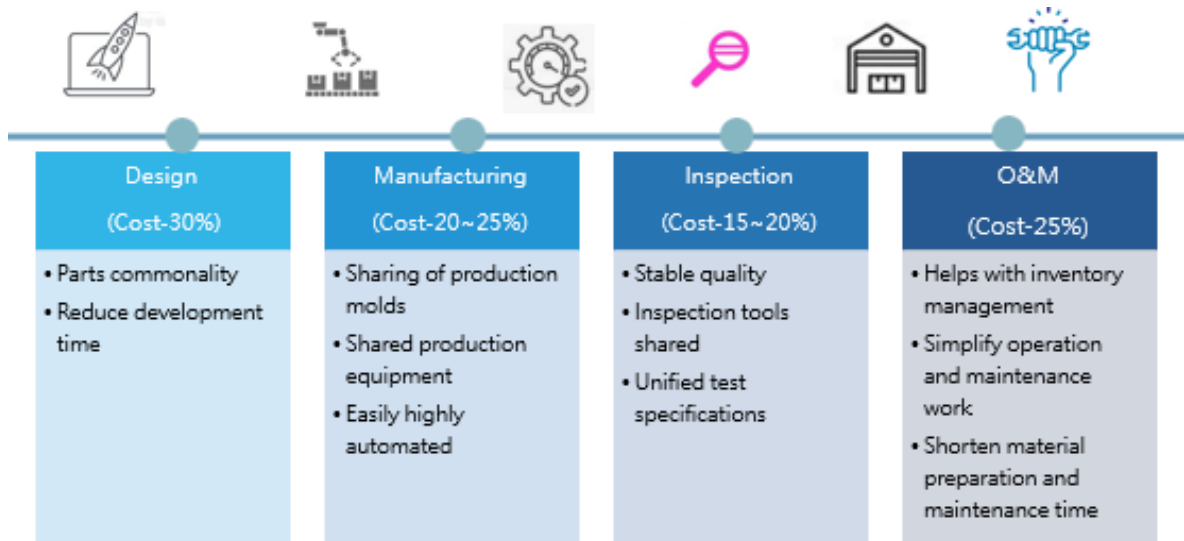 Design
(Cost-30%)
• Parts commonality
• Reduce development
time
Manufacturing
(Cost-20~25%)
• Sharing of production
molds
• Shared production
equipment
• Easily highly
automated
Inspection
(Cost-15~20%)
• Stable quality
• Inspection tools
shared
• Unified test
specifications
O&M
(Cost-25%)
• Helps with inventory
management
• Simplify operation
and maintenance
work
• Shorten material
preparation and
maintenance time